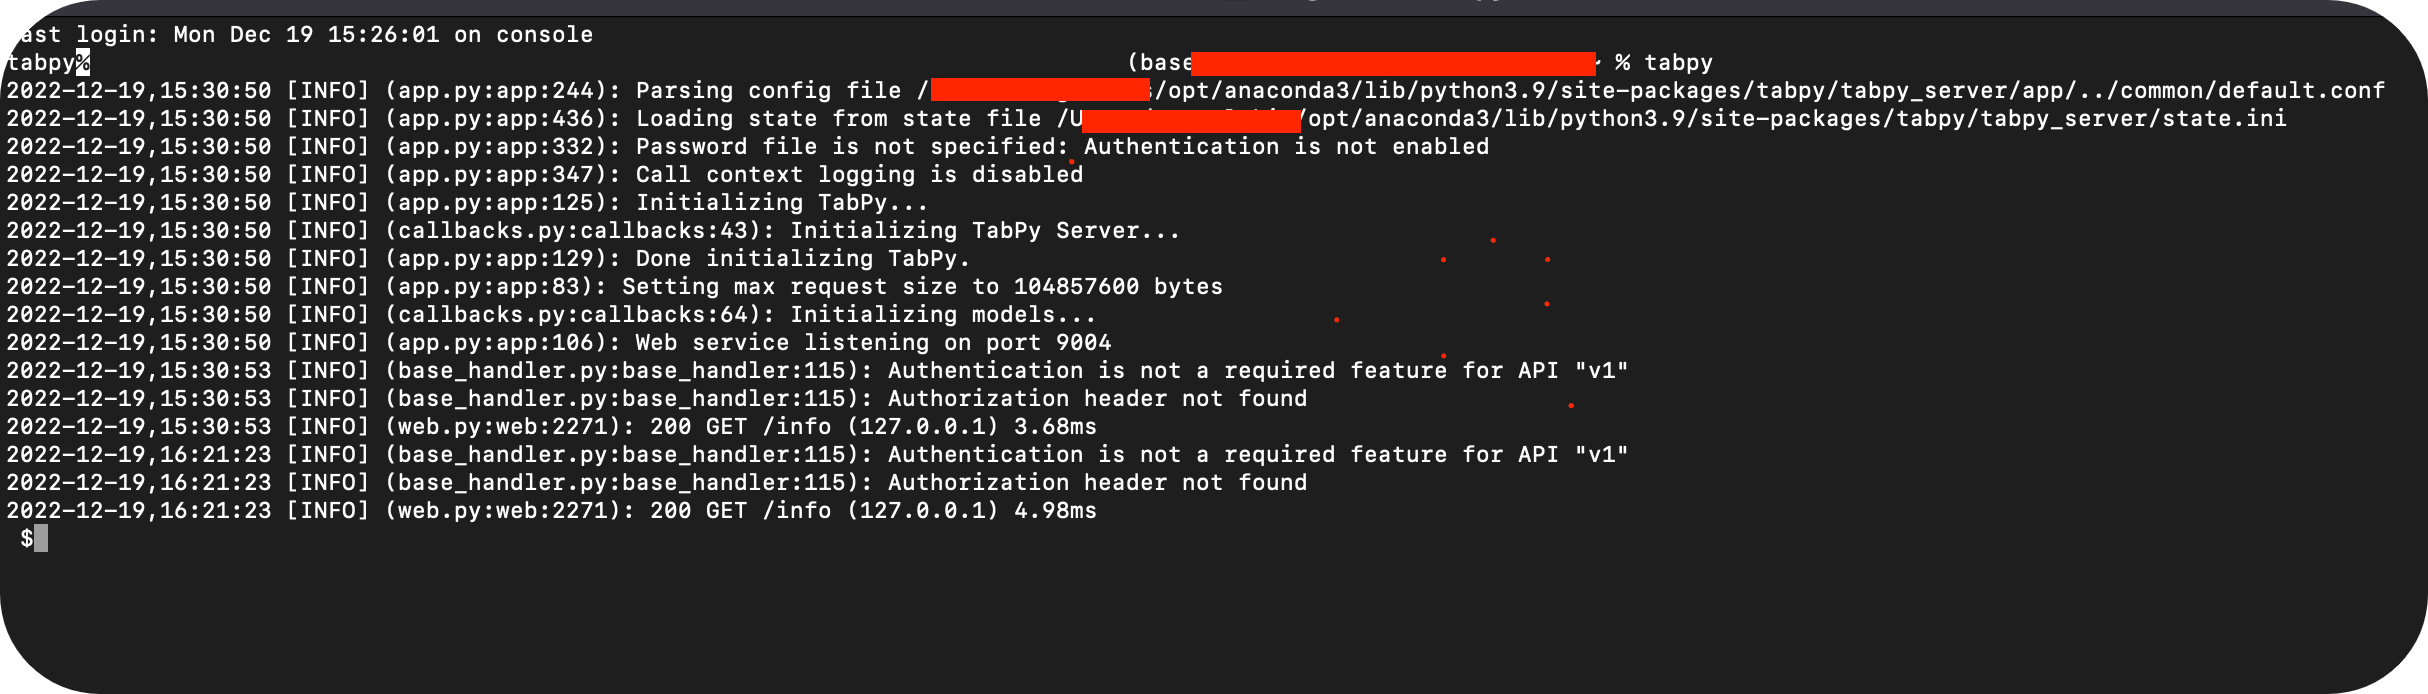 ast login: Mon Dec 19 15:26:01 on console
tabpy% (base % tabpy
2022-12-19,15:30:50 [INFO] (app.py:app:244): Parsing config file / /opt/anaconda3/lib/python3.9/site-packages/tabpy/tabpy_server/app/../common/default.conf
2022-12-19,15:30:50 [INFO] (app.py:app:436): Loading state from state file /U /opt/anaconda3/lib/python3.9/site-packages/tabpy/tabpy_server/state.ini
2022-12-19,15:30:50 [INFO] (app.py:app:332): Password file is not specified: Authentication is not enabled
2022-12-19,15:30:50 [INFO] (app.py:app:347): Call context logging is disabled
2022-12-19,15:30:50 [INFO] (app.py:app:125): Initializing TabPy...
2022-12-19,15:30:50 [INFO] (callbacks.py:callbacks:43): Initializing TabPy Server...
2022-12-19,15:30:50 [INFO] (app.py:app:129): Done initializing TabPy.
2022-12-19,15:30:50 [INFO] (app.py:app:83): Setting max request size to 104857600 bytes
2022-12-19,15:30:50 [INFO] (callbacks.py:callbacks:64): Initializing models...
2022-12-19,15:30:50 [INFO] (app.py:app:106): Web service listening on port 9004
2022-12-19,15:30:53 [INFO] (base_handler.py:base_handler:115): Authentication is not a required feature for API "v1"
2022-12-19,15:30:53 [INFO] (base_handler.py:base_handler:115): Authorization header not found
2022-12-19,15:30:53 [INFO] (web.py:web:2271): 200 GET /info (127.0.0.1) 3.68ms
2022-12-19,16:21:23 [INFO] (base_handler.py:base_handler:115): Authentication is not a required feature for API "v1"
2022-12-19,16:21:23 [INFO] (base_handler.py:base_handler:115): Authorization header not found
2022-12-19,16:21:23 [INFO] (web.py:web:2271): 200 GET /info (127.0.0.1) 4.98ms
$